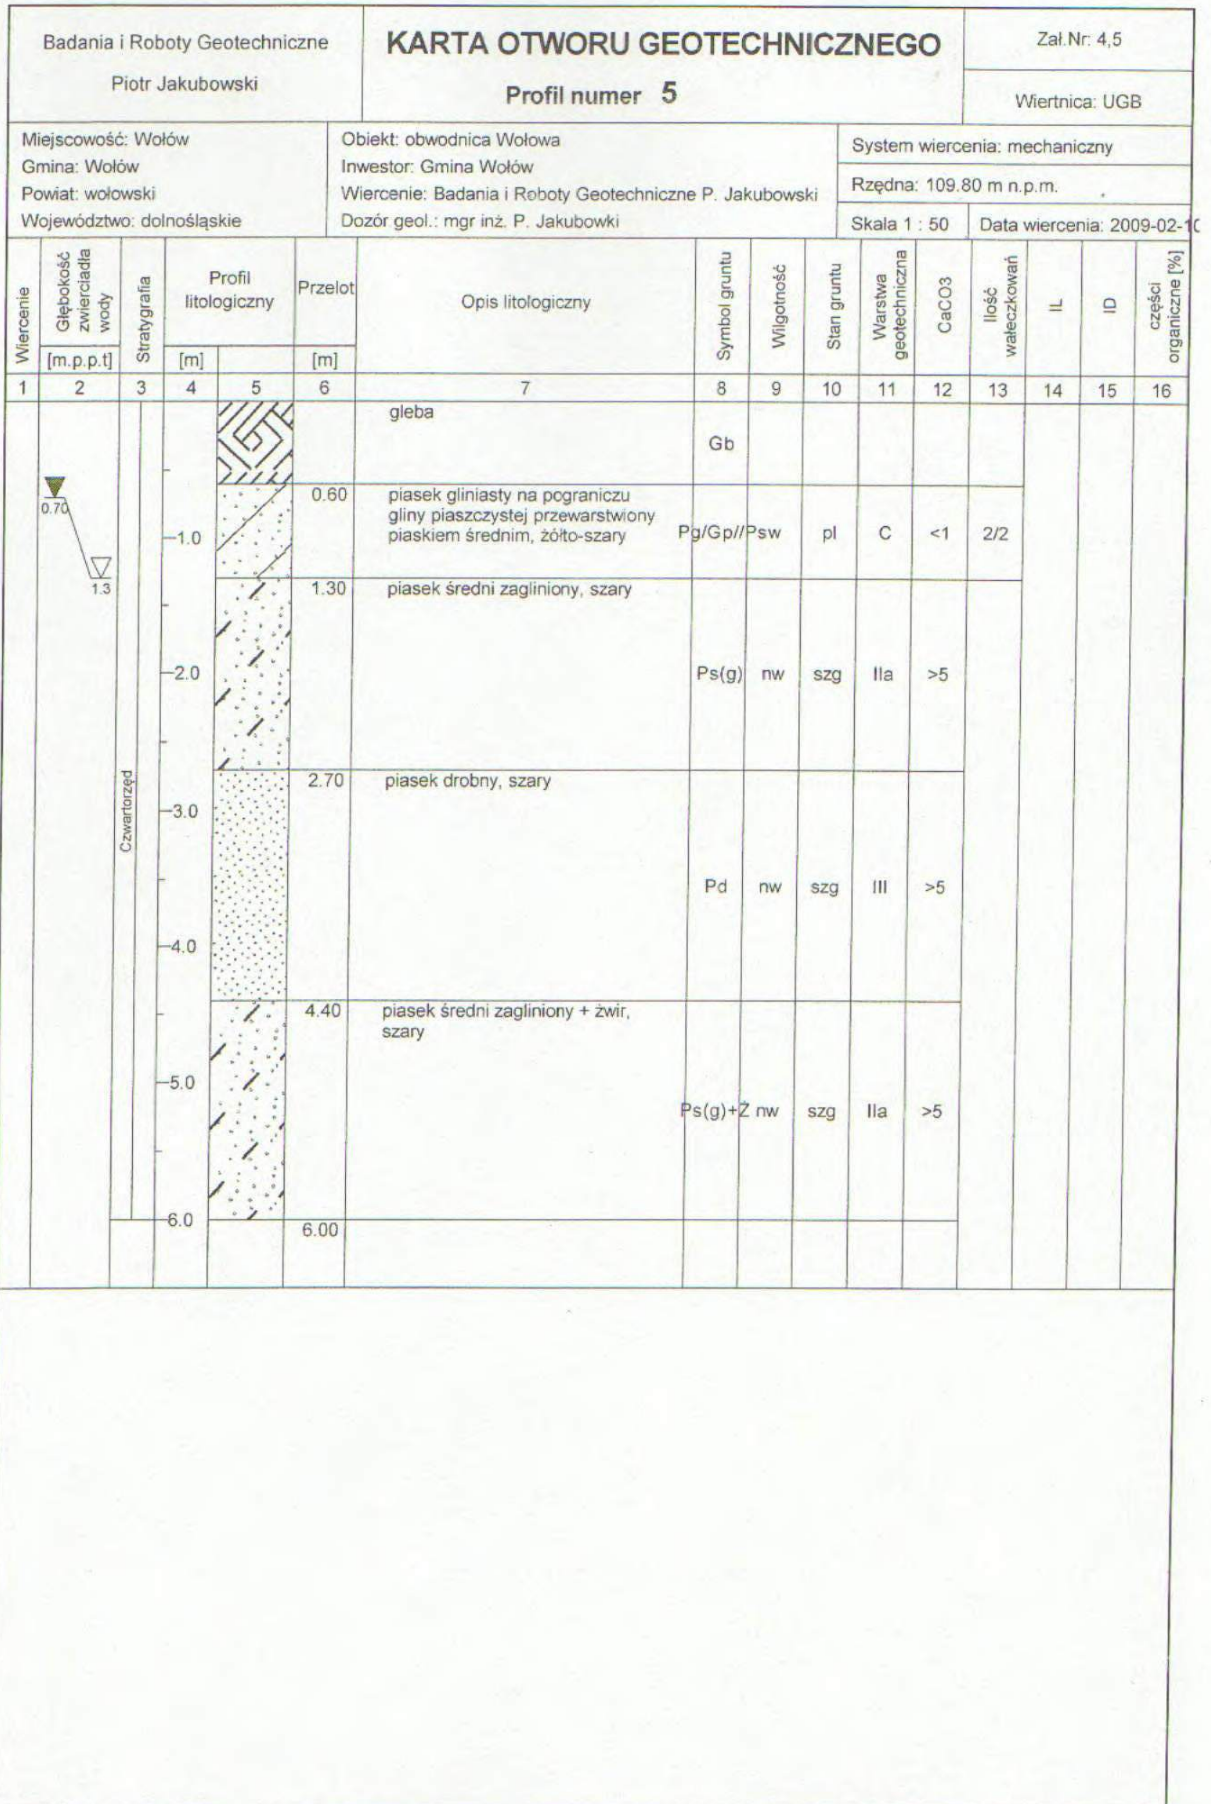 Badania i Roboty Geotechniczne
Piotr Jakubowski
KARTA OTWORU GEOTECHNICZNEGO
Profil numer 5
Zał.Nr: 4,5
Wiertnica: UGB
Miejscowość: Wołów
Gmina: Wołów
Powiat: wołowski
Województwo: dolnośląskie
Obiekt: obwodnica Wołowa
Inwestor: Gmina Wołów
Wiercenie: Badania i Roboty Geotechniczne P. Jakubowski
Dozór geol.: mgr inż. P. Jakubowki
System wiercenia: mechaniczny
Rzędna: 109.80 m n.p.m.
Skala 1 : 50 Data wiercenia: 2009-02-10
Wiercenie
Głębokość zwierciadła wody
[m.p.p.t]
Stratygrafia
Profil litologiczny
[m]
Przelot
[m]
Opis litologiczny
Symbol gruntu
Wilgotność
Stan gruntu
Warstwa geotechniczna
CaCO3
Ilość wałeczkowań
IL
ID
części organiczne [%]
1 2 3 4 5 6 7 8 9 10 11 12 13 14 15 16
gleba
Gb
0.70
1.3
0.60 piasek gliniasty na pograniczu
gliny piaszczystej przewarstwiony
piaskiem średnim, żółto-szary Pg/Gp//Psw pl C <1 2/2
1.0
1.30 piasek średni zagliniony, szary
2.0 Ps(g) nw szg IIa >5
2.70 piasek drobny, szary
Czwartorzęd
3.0
Pd nw szg III >5
4.0
4.40 piasek średni zagliniony + żwir,
szary
5.0
Ps(g)+Ż nw szg IIa >5
6.0
6.00